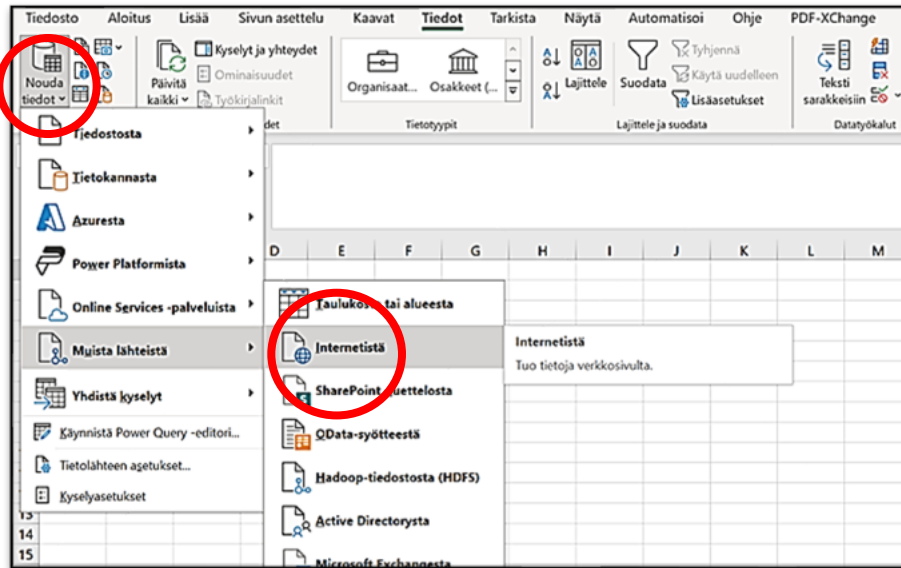 Tiedosto Aloitus Lisää Sivun asettelu Kaavat Tiedot Tarkista Näytä Automatisoi Ohje PDF-XChange
Nouda
tiedot
Päivitä
kaikki
Kyselyt ja yhteydet
Ominaisuudet
Työkirjalinkit
Organisaat... Osakkeet (...
Tietotyypit
Lajittele
Suodata
Tyhjennä
Käytä uudelleen
Lisäasetukset
Lajittele ja suodata
Teksti
sarakkeisiin
Datatyökalut
det
Tiedostosta
Tietokannasta
Azuresta
Power Platformista
Online Services -palveluista
Muista lähteistä
Yhdistä kyselyt
Käynnistä Power Query -editori...
Tietolähteen asetukset...
Kyselyasetukset
D E F G H I J K L M
Taulukosta tai alueesta
Internetistä
SharePoint-luettelosta
OData-syötteestä
Hadoop-tiedostosta (HDFS)
Active Directorysta
Microsoft Exchangesta
Internetistä
Tuo tietoja verkkosivulta.
13
14
15